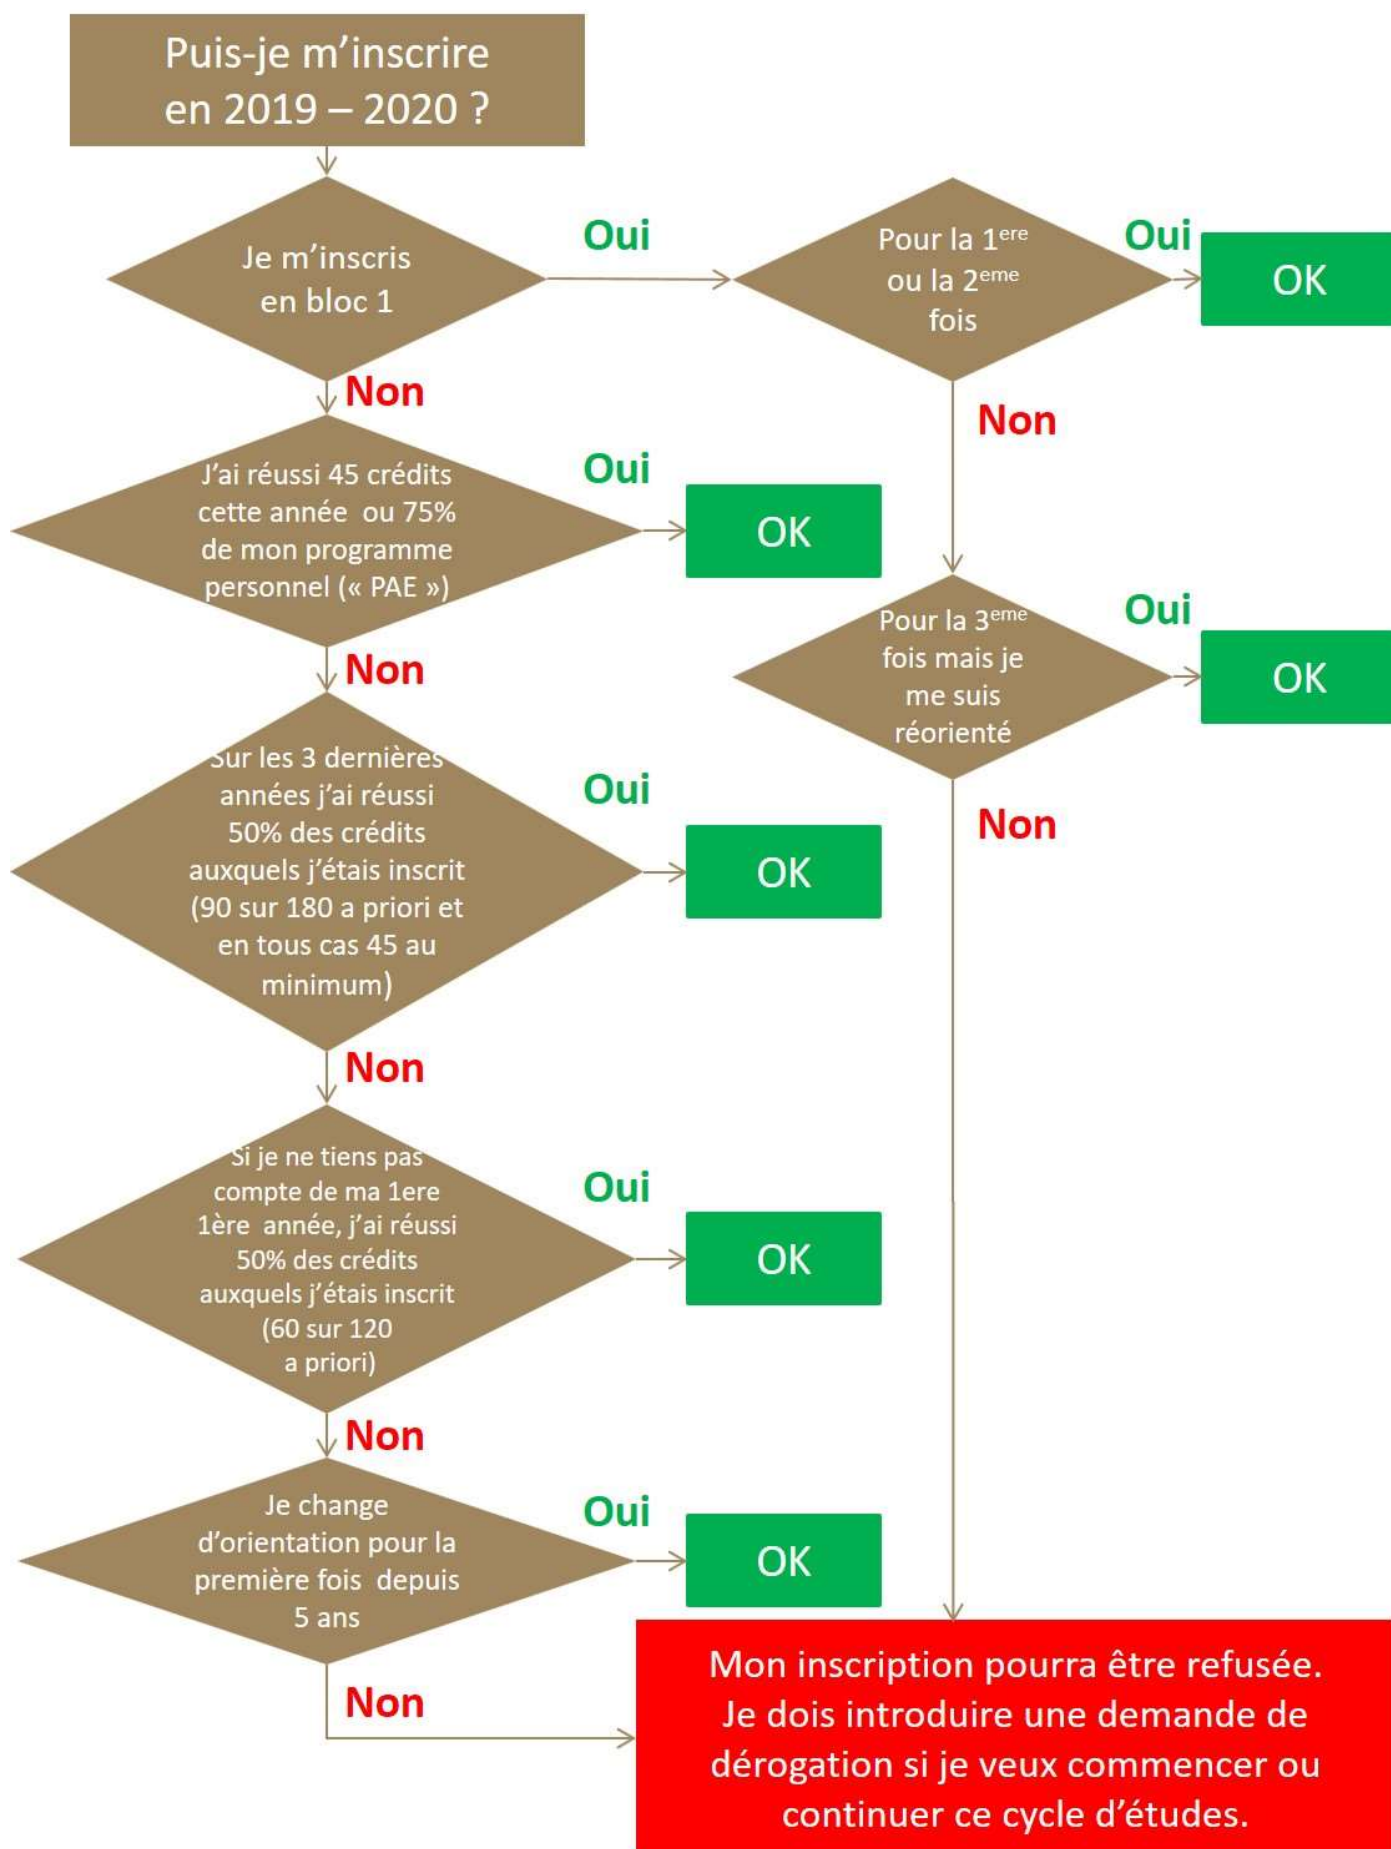 Puis-je m'inscrire
en 2019 – 2020 ?
Je m'inscris
en bloc 1
Oui
Pour la 1ere
ou la 2eme
fois
Oui
OK
Non
Non
J'ai réussi 45 crédits
cette année ou 75%
de mon programme
personnel (« PAE »)
Oui
OK
Non
Pour la 3eme
fois mais je
me suis
réorienté
Oui
OK
Non
Sur les 3 dernières
années j'ai réussi
50% des crédits
auxquels j'étais inscrit
(90 sur 180 a priori et
en tous cas 45 au
minimum)
Oui
OK
Non
Si je ne tiens pas
compte de ma 1ere
1ère année, j'ai réussi
50% des crédits
auxquels j'étais inscrit
(60 sur 120
a priori)
Oui
OK
Non
Je change
d'orientation pour la
première fois depuis
5 ans
Oui
OK
Non
Mon inscription pourra être refusée.
Je dois introduire une demande de
dérogation si je veux commencer ou
continuer ce cycle d'études.